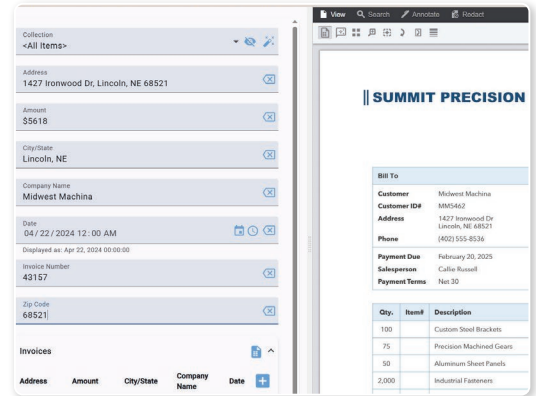 Collection
<All Items>
Address
1427 Ironwood Dr, Lincoln, NE 68521
Amount
$5618
City/State
Lincoln, NE
Company Name
Midwest Machina
Date
04/22/2024 12:00 AM
Displayed as: Apr 22, 2024 00:00:00
Invoice Number
43157
Zip Code
68521
Invoices
Address Amount City/State Company Name Date
View Search Annotate Redact
SUMMIT PRECISION
Bill To
Customer Midwest Machina
Customer ID# MM5462
Address 1427 Ironwood Dr
Lincoln, NE 68521
Phone (402) 555-8536
Payment Due February 20, 2025
Salesperson Callie Russell
Payment Terms Net 30
Qty. Item# Description
100 Custom Steel Brackets
75 Precision Machined Gears
50 Aluminum Sheet Panels
2,000 Industrial Fasteners